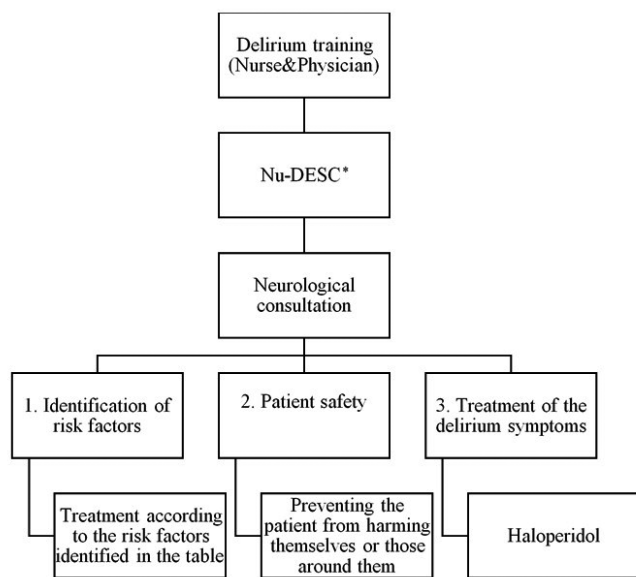 Delirium training
(Nurse&Physician)
Nu-DESC*
Neurological
consultation
1. Identification of
risk factors
2. Patient safety
3. Treatment of the
delirium symptoms
Treatment according
to the risk factors
identified in the table
Preventing the
patient from harming
themselves or those
around them
Haloperidol